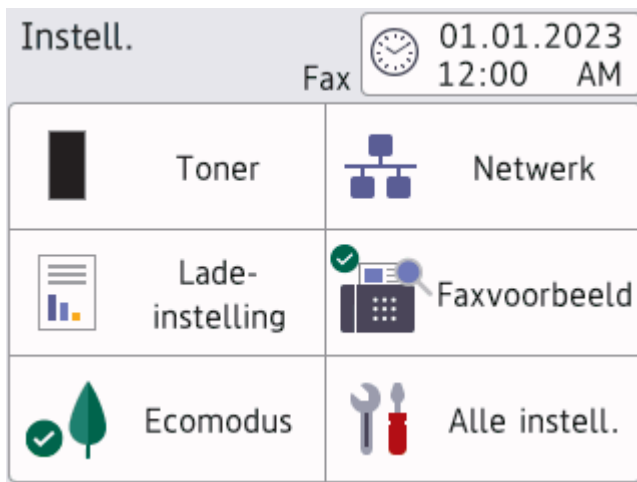 Instell.
Fax
01.01.2023
12:00 AM
Toner
Netwerk
Lade-
instelling
Faxvoorbeeld
Ecomodus
Alle instell.